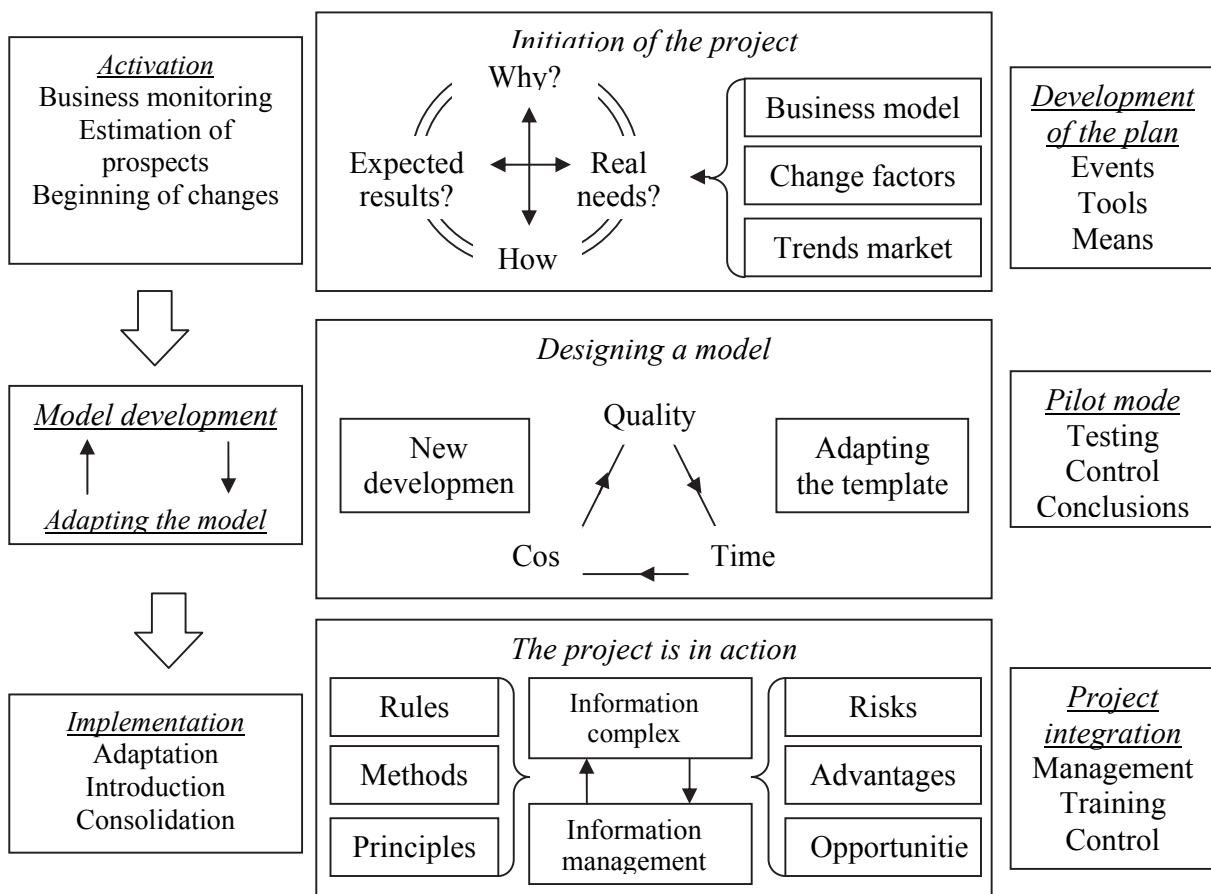 Activation
Business monitoring
Estimation of
prospects
Beginning of changes
Initiation of the project
Why?
Expected
results?
Real
needs?
How
Business model
Change factors
Trends market
Development
of the plan
Events
Tools
Means
Model development
Adapting the model
Designing a model
New
developmen
Quality
Cos
Time
Adapting
the template
Pilot mode
Testing
Control
Conclusions
Implementation
Adaptation
Introduction
Consolidation
The project is in action
Rules
Methods
Principles
Information
complex
Information
management
Risks
Advantages
Opportunitie
Project
integration
Management
Training
Control